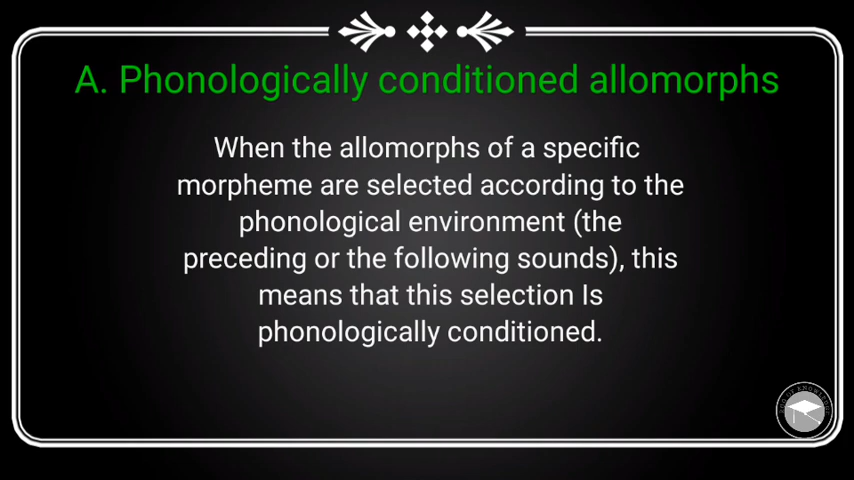 A. Phonologically conditioned allomorphs
When the allomorphs of a specific
morpheme are selected according to the
phonological environment (the
preceding or the following sounds), this
means that this selection Is
phonologically conditioned.